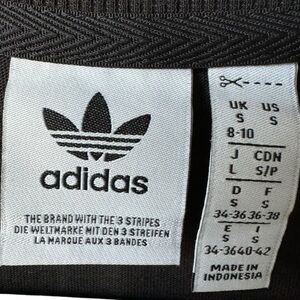 adidas
THE BRAND WITH THE 3 STRIPES
DIE WELTMARKE MIT DEN 3 STREIFEN
LA MARQUE AUX 3 BANDES
UK US
S S
8-10
J CDN
L S/P
D F
S S
34-36 36-38
E I
S S
34-36 40-42
MADE IN
INDONESIA